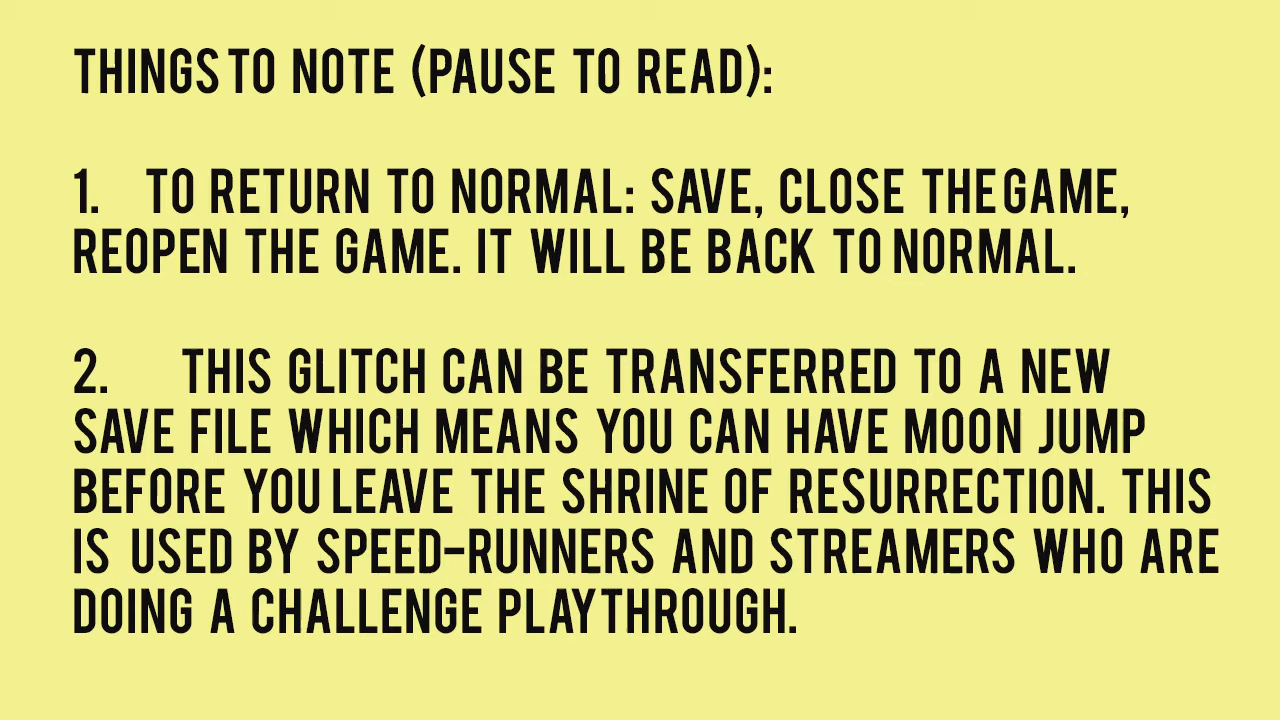 THINGS TO NOTE (PAUSE TO READ):
1. TO RETURN TO NORMAL: SAVE, CLOSE THE GAME,
REOPEN THE GAME. IT WILL BE BACK TO NORMAL.
2. THIS GLITCH CAN BE TRANSFERRED TO A NEW
SAVE FILE WHICH MEANS YOU CAN HAVE MOON JUMP
BEFORE YOU LEAVE THE SHRINE OF RESURRECTION. THIS
IS USED BY SPEED-RUNNERS AND STREAMERS WHO ARE
DOING A CHALLENGE PLAYTHROUGH.